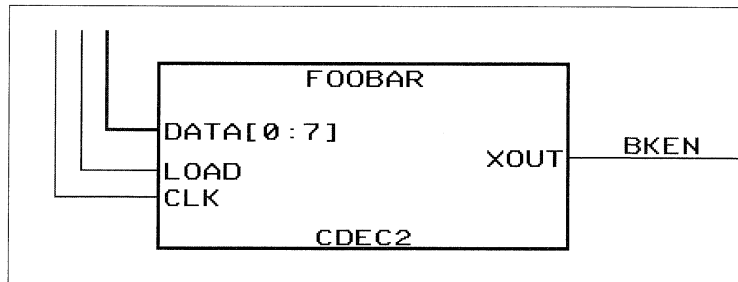 FOOBAR
DATA[0:7]
LOAD
CLK
XOUT
BKEN
CDEC2